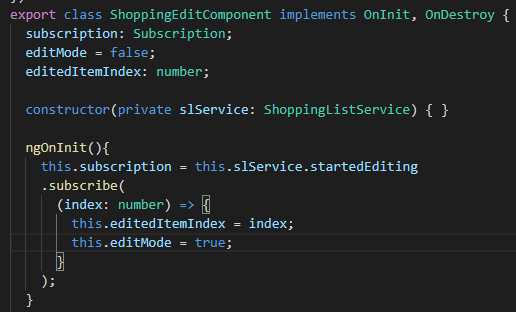 })
export class ShoppingEditComponent implements OnInit, OnDestroy {
  subscription: Subscription;
  editMode = false;
  editedItemIndex: number;

  constructor(private slService: ShoppingListService) { }

  ngOnInit(){
    this.subscription = this.slService.startedEditing
    .subscribe(
      (index: number) => {
        this.editedItemIndex = index;
        this.editMode = true;
      }
    );
  }